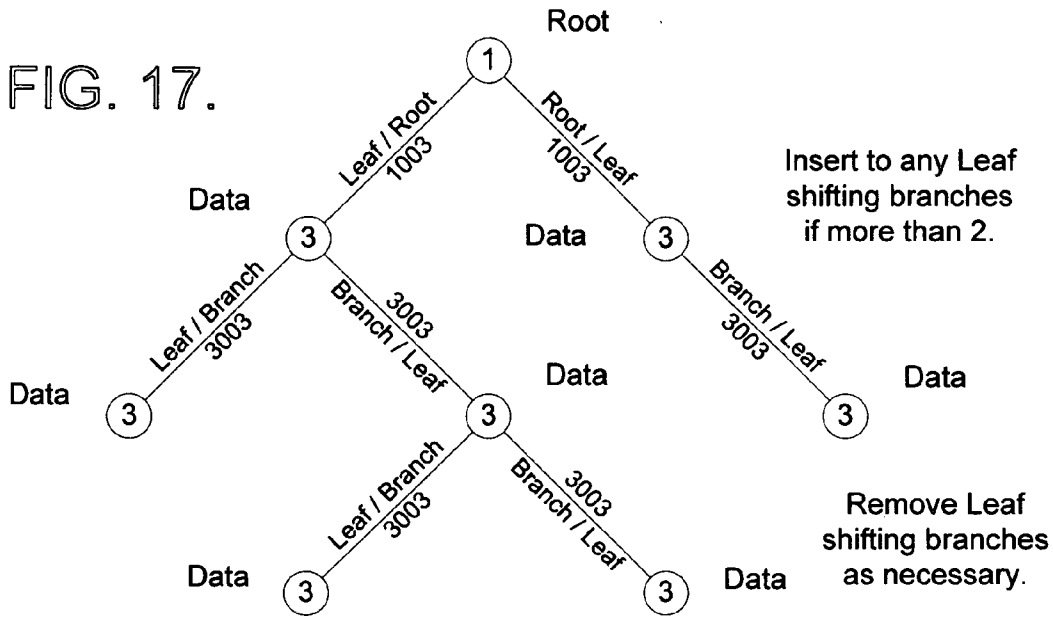 Root
FIG. 17.
1
Leaf / Root
1003
Root / Leaf
1003
Insert to any Leaf
shifting branches
if more than 2.
Data
3
Data
3
Leaf / Branch
3003
3003
Branch / Leaf
Branch / Leaf
3003
Data
3
Data
3
Data
3
Leaf / Branch
3003
3003
Branch / Leaf
Remove Leaf
shifting branches
as necessary.
Data
3
3
Data